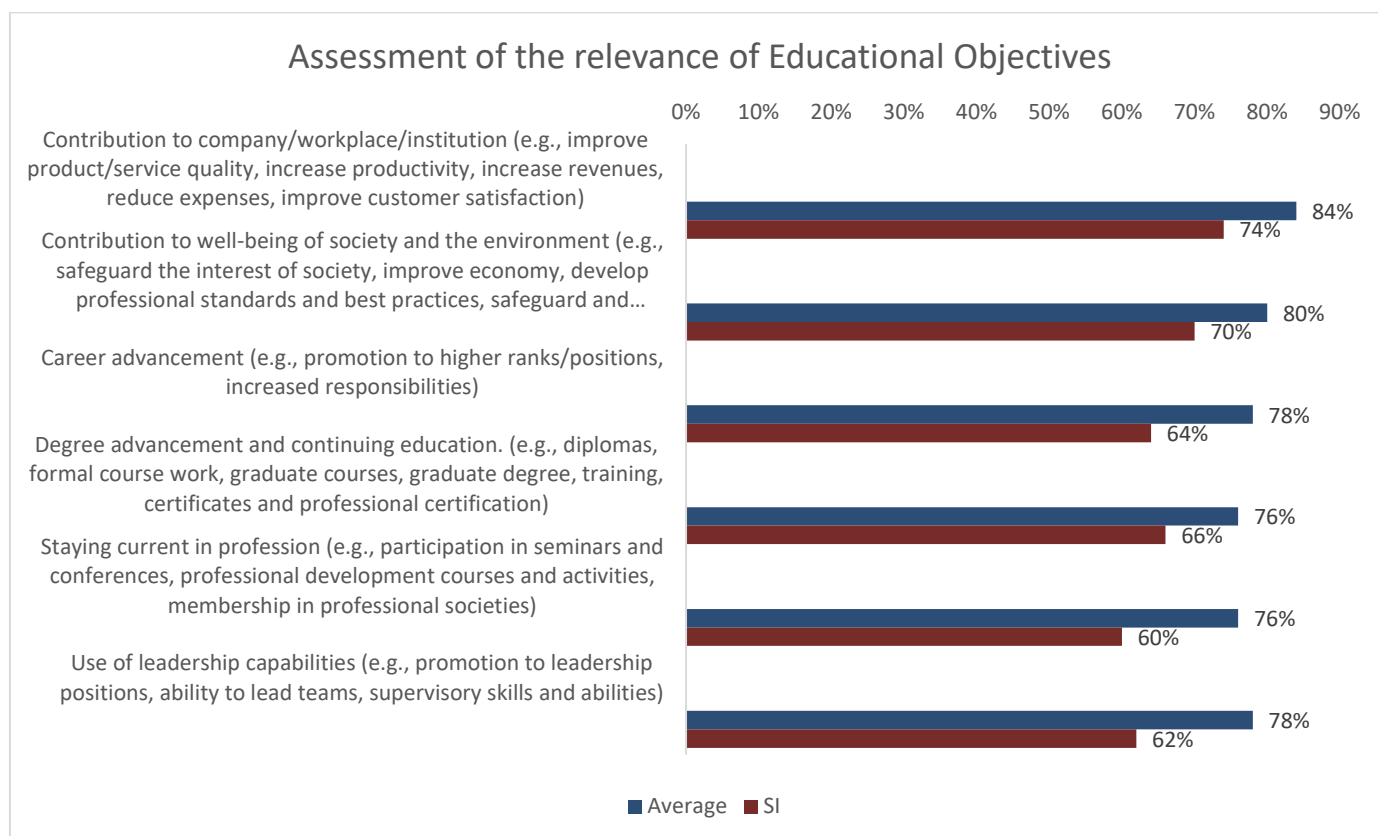 Assessment of the relevance of Educational Objectives
0% 10% 20% 30% 40% 50% 60% 70% 80% 90%
Contribution to company/workplace/institution (e.g., improve
product/service quality, increase productivity, increase revenues,
reduce expenses, improve customer satisfaction)
84%
74%
Contribution to well-being of society and the environment (e.g.,
safeguard the interest of society, improve economy, develop
professional standards and best practices, safeguard and…
80%
70%
Career advancement (e.g., promotion to higher ranks/positions,
increased responsibilities)
78%
64%
Degree advancement and continuing education. (e.g., diplomas,
formal course work, graduate courses, graduate degree, training,
certificates and professional certification)
76%
66%
Staying current in profession (e.g., participation in seminars and
conferences, professional development courses and activities,
membership in professional societies)
76%
60%
Use of leadership capabilities (e.g., promotion to leadership
positions, ability to lead teams, supervisory skills and abilities)
78%
62%
Average SI